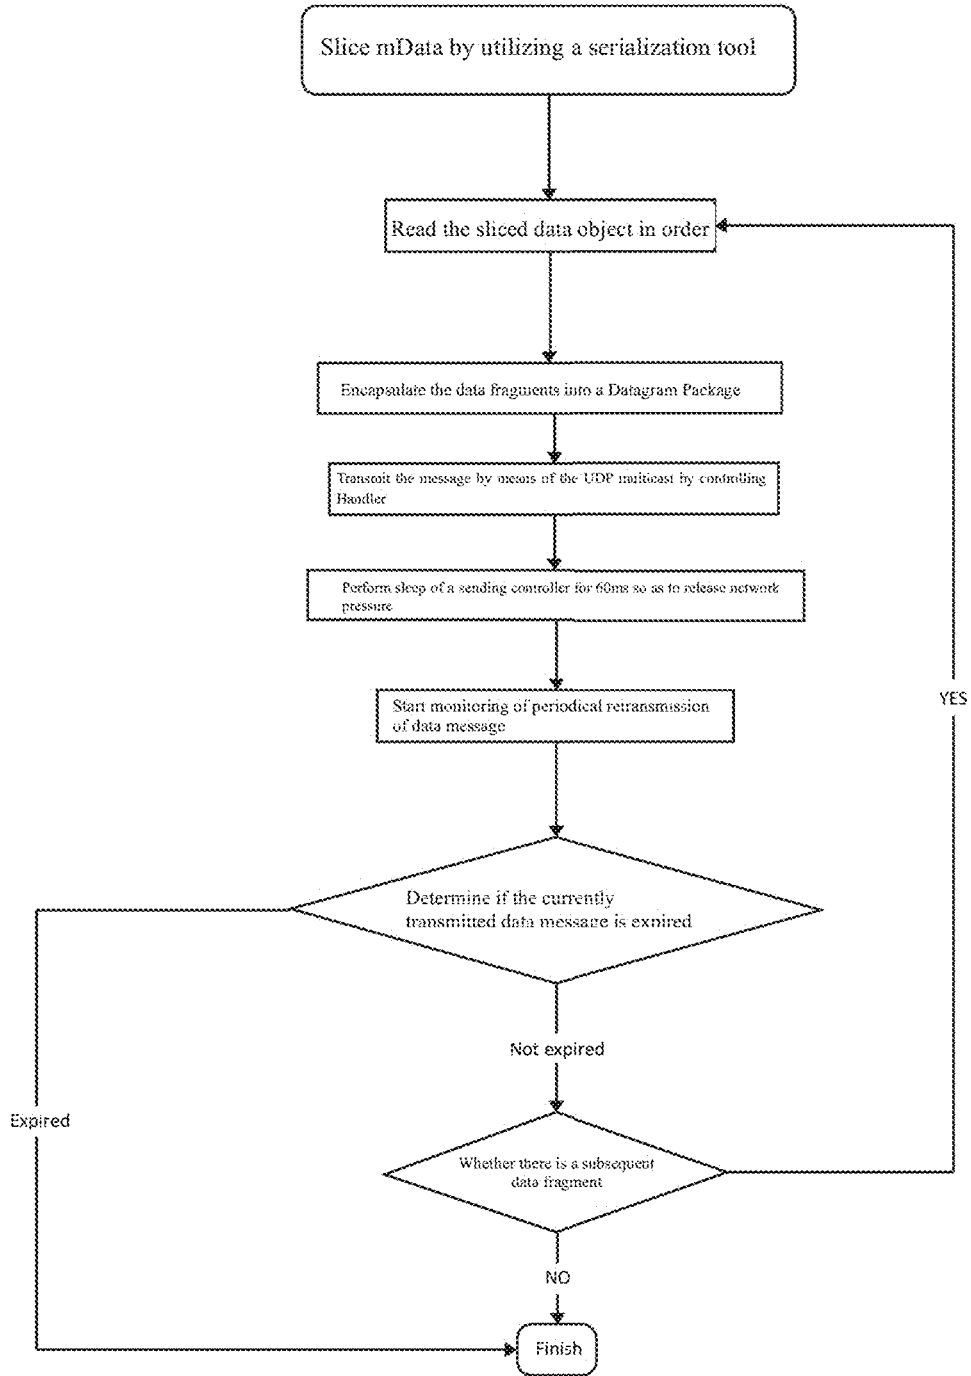 Slice mData by utilizing a serialization tool
Read the sliced data object in order
Encapsulate the data fragments into a Datagram Package
Transmit the message by means of the UDP multicast by controlling
Handler
Perform sleep of a sending controller for 60ms so as to release network
pressure
Start monitoring of periodical retransmission
of data message
YES
Determine if the currently
transmitted data message is expired
Not expired
Expired
Whether there is a subsequent
data fragment
NO
Finish